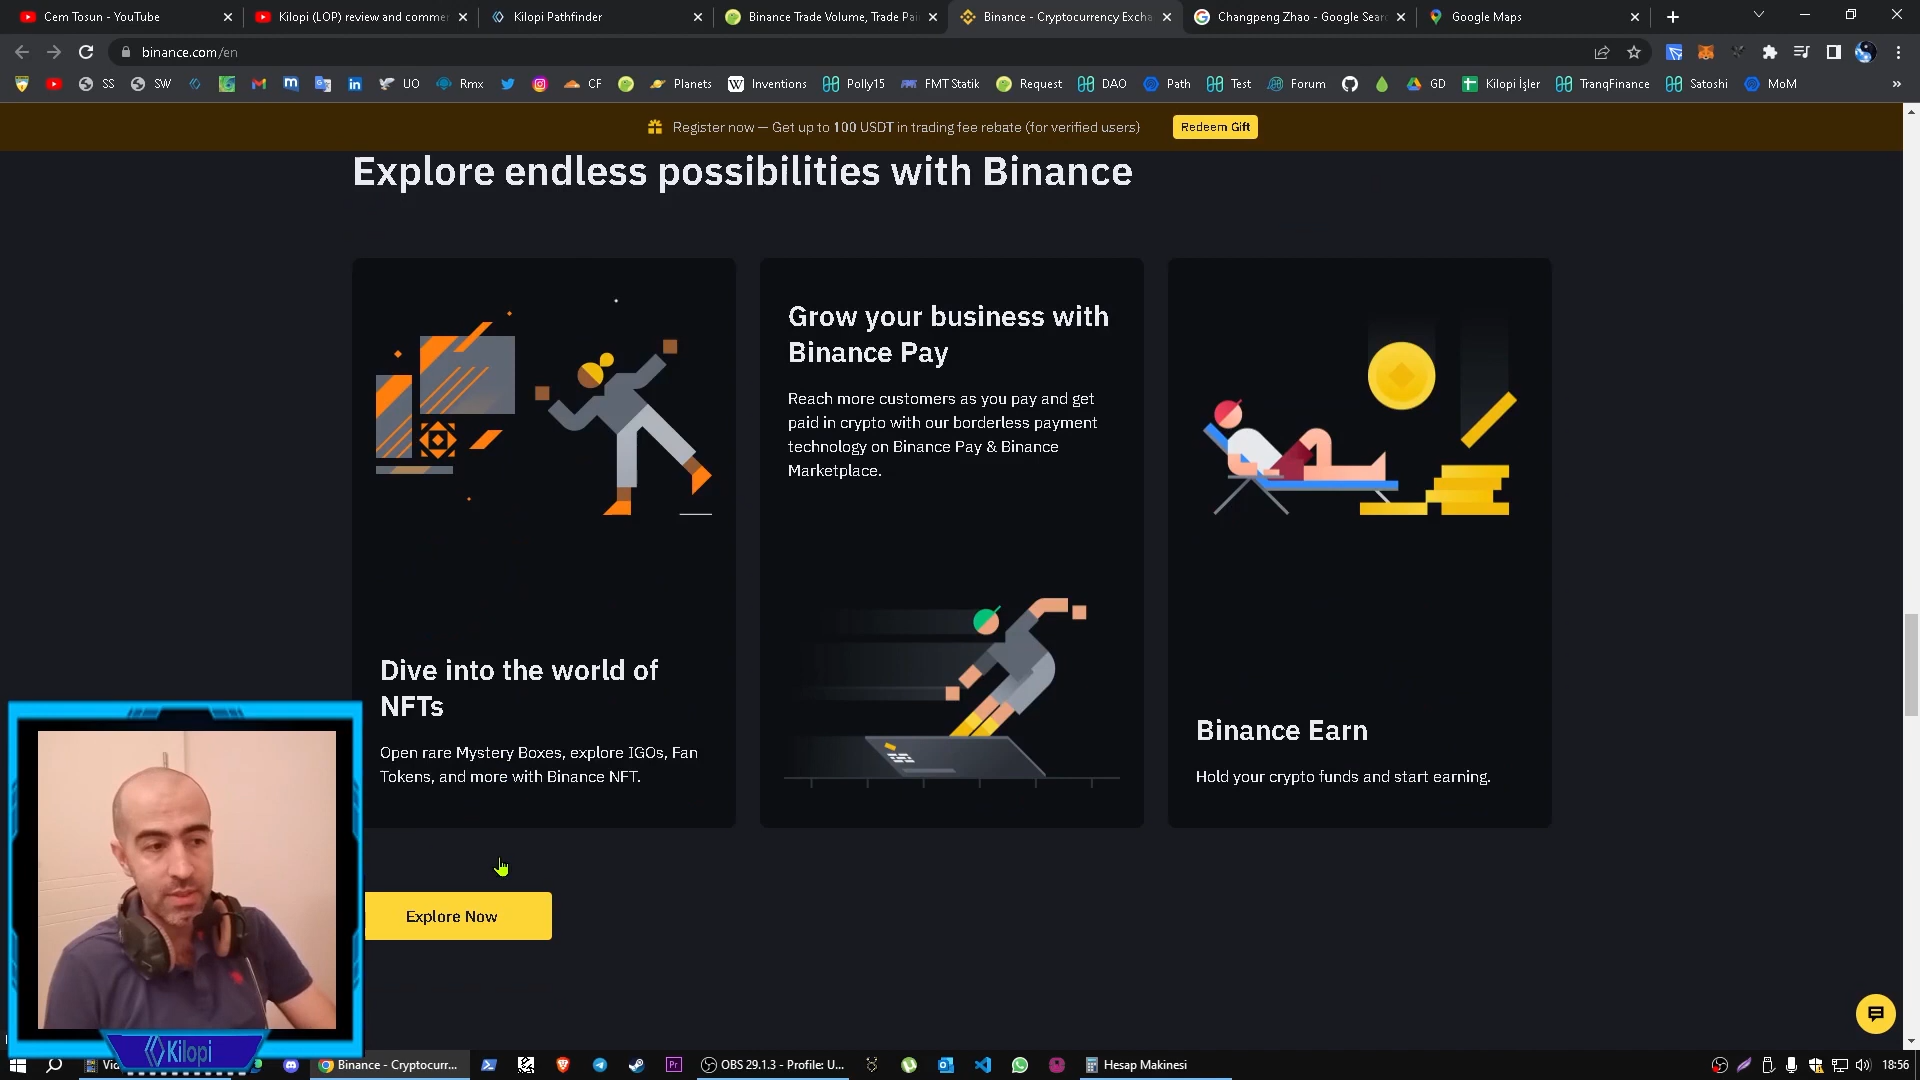 Cem Tosun - YouTube
Kilopi (LOP) review and comme
Kilopi Pathfinder
Binance Trade Volume, Trade Pai
Binance - Cryptocurrency Excha
Changpeng Zhao - Google Sear
Google Maps
binance.com/en
SS
SW
UO
Rmx
CF
Planets
Inventions
Polly15
FMT Statik
Request
DAO
Path
Test
Forum
GD
Kilopi İşler
TranqFinance
Satoshi
MoM
Register now — Get up to 100 USDT in trading fee rebate (for verified users)
Redeem Gift
Explore endless possibilities with Binance
Dive into the world of
NFTs
Open rare Mystery Boxes, explore IGOs, Fan
Tokens, and more with Binance NFT.
Grow your business with
Binance Pay
Reach more customers as you pay and get
paid in crypto with our borderless payment
technology on Binance Pay & Binance
Marketplace.
Binance Earn
Hold your crypto funds and start earning.
Explore Now
Kilopi
Binance - Cryptocurr...
OBS 29.1.3 - Profile: U...
Hesap Makinesi
18:56